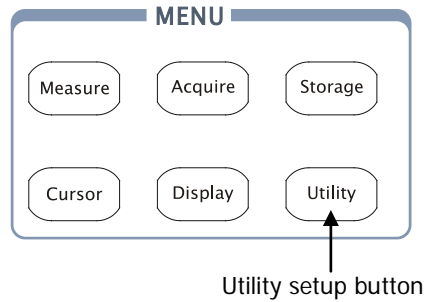 MENU
Measure Acquire Storage
Cursor Display Utility
Utility setup button